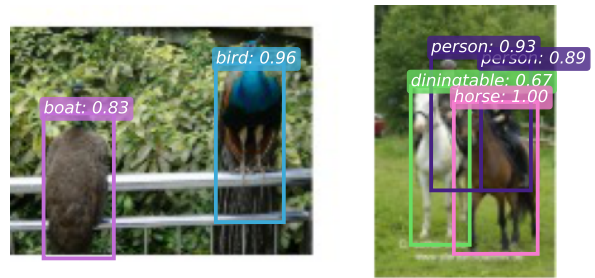 bird: 0.96
boat: 0.83
person: 0.93
person: 0.89
diningtable: 0.67
horse: 1.00